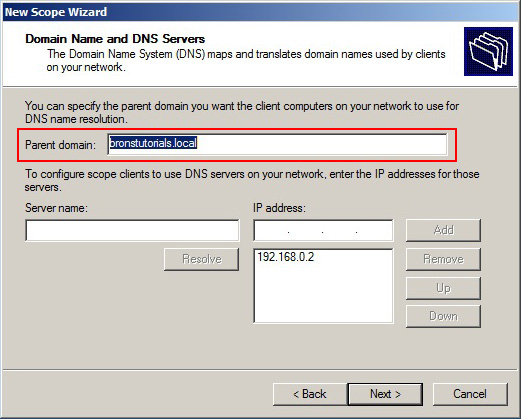 New Scope Wizard
Domain Name and DNS Servers
The Domain Name System (DNS) maps and translates domain names used by clients
on your network.
You can specify the parent domain you want the client computers on your network to use for
DNS name resolution.
Parent domain: bronstutorials.local
To configure scope clients to use DNS servers on your network, enter the IP addresses for those
servers.
Server name: IP address:
. . . Add
Resolve 192.168.0.2 Remove
Up
Down
< Back Next > Cancel